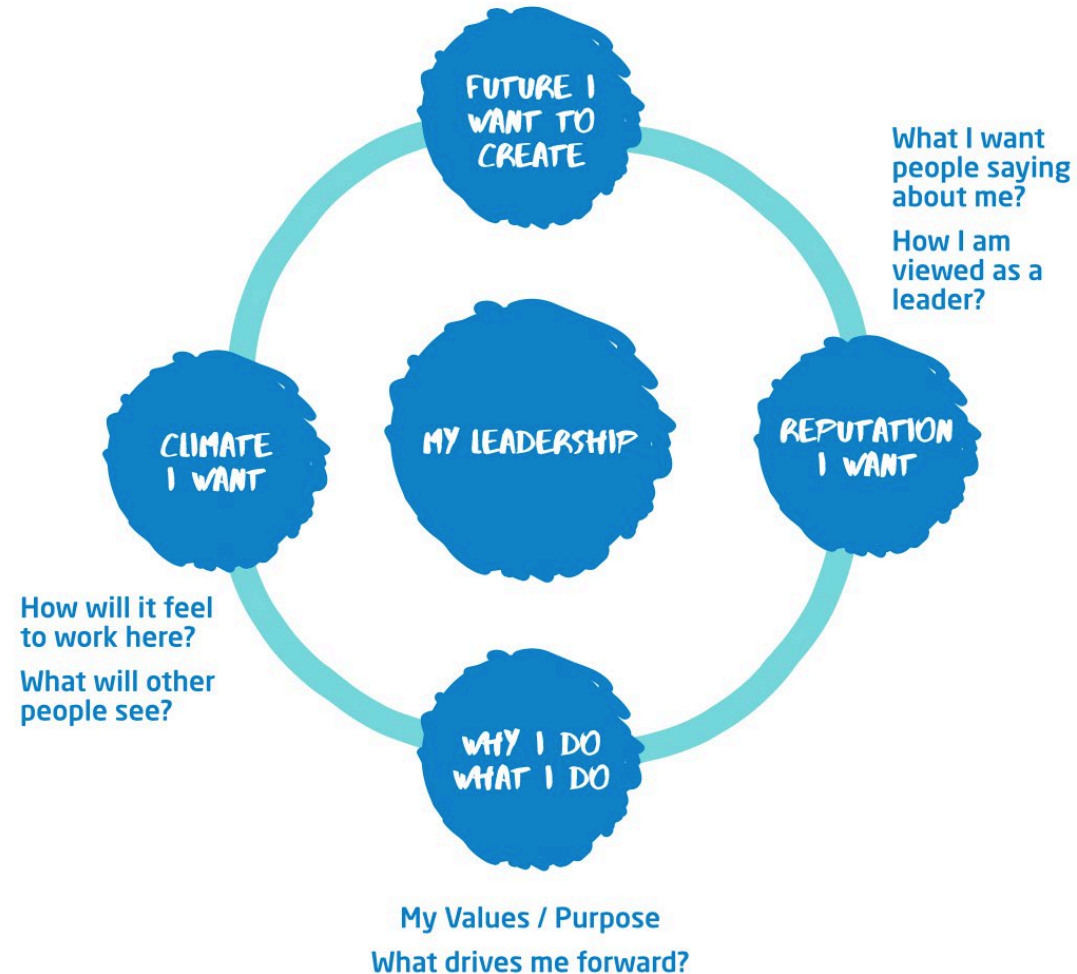 FUTURE I
WANT TO
CREATE
What I want
people saying
about me?
How I am
viewed as a
leader?
CLIMATE
I WANT
MY LEADERSHIP
REPUTATION
I WANT
How will it feel
to work here?
What will other
people see?
WHY I DO
WHAT I DO
My Values / Purpose
What drives me forward?